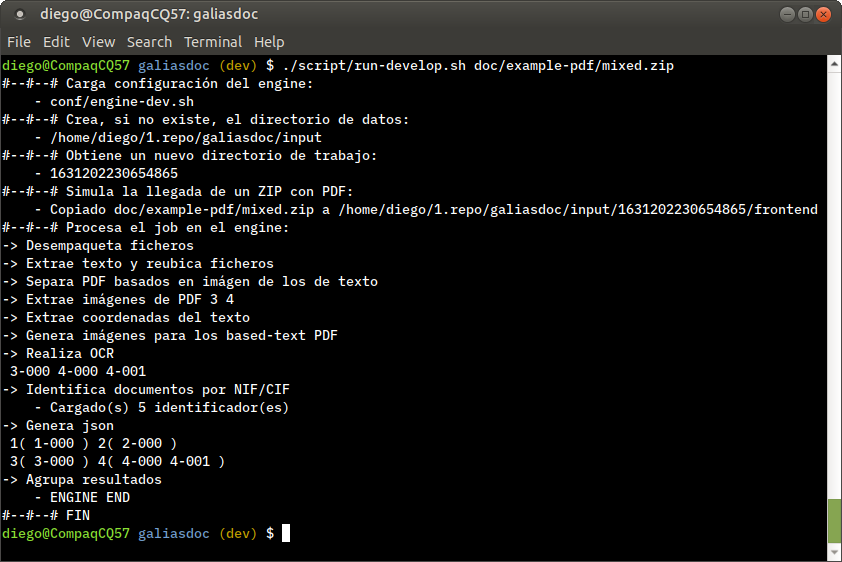 diego@CompaqCQ57: galiasdoc
File Edit View Search Terminal Help
diego@CompaqCQ57 galiasdoc (dev) $ ./script/run-develop.sh doc/example-pdf/mixed.zip
#--#--# Carga configuración del engine:
    - conf/engine-dev.sh
#--#--# Crea, si no existe, el directorio de datos:
    - /home/diego/1.repo/galiasdoc/input
#--#--# Obtiene un nuevo directorio de trabajo:
    - 1631202230654865
#--#--# Simula la llegada de un ZIP con PDF:
    - Copiado doc/example-pdf/mixed.zip a /home/diego/1.repo/galiasdoc/input/1631202230654865/frontend
#--#--# Procesa el job en el engine:
-> Desempaqueta ficheros
-> Extrae texto y reubica ficheros
-> Separa PDF basados en imágen de los de texto
-> Extrae imágenes de PDF 3 4
-> Extrae coordenadas del texto
-> Genera imágenes para los based-text PDF
-> Realiza OCR
 3-000 4-000 4-001
-> Identifica documentos por NIF/CIF
    - Cargado(s) 5 identificador(es)
-> Genera json
 1( 1-000 ) 2( 2-000 )
 3( 3-000 ) 4( 4-000 4-001 )
-> Agrupa resultados
    - ENGINE END
#--#--# FIN
diego@CompaqCQ57 galiasdoc (dev) $